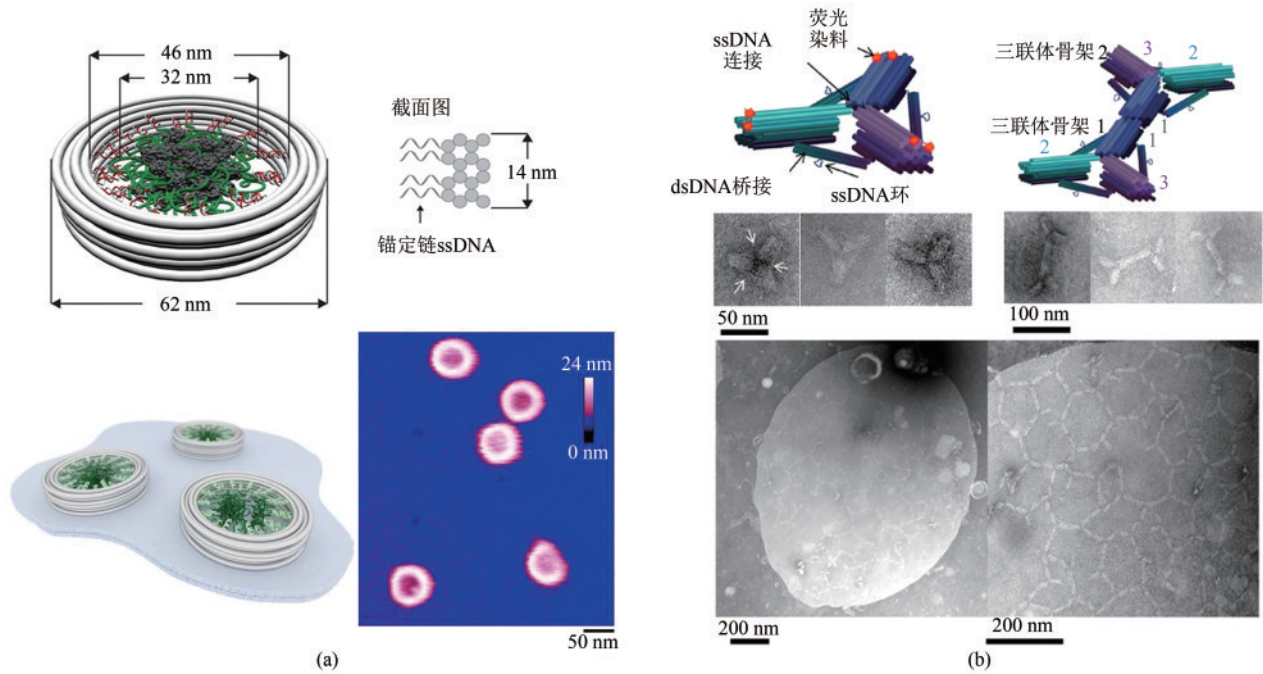 46 nm
32 nm
62 nm
截面图
14 nm
锚定链ssDNA
24 nm
0 nm
50 nm
(a)
ssDNA
连接
荧光
染料
dsDNA桥接
ssDNA环
三联体骨架 2
3
2
三联体骨架 1
1
1
2
3
50 nm
100 nm
200 nm
200 nm
(b)